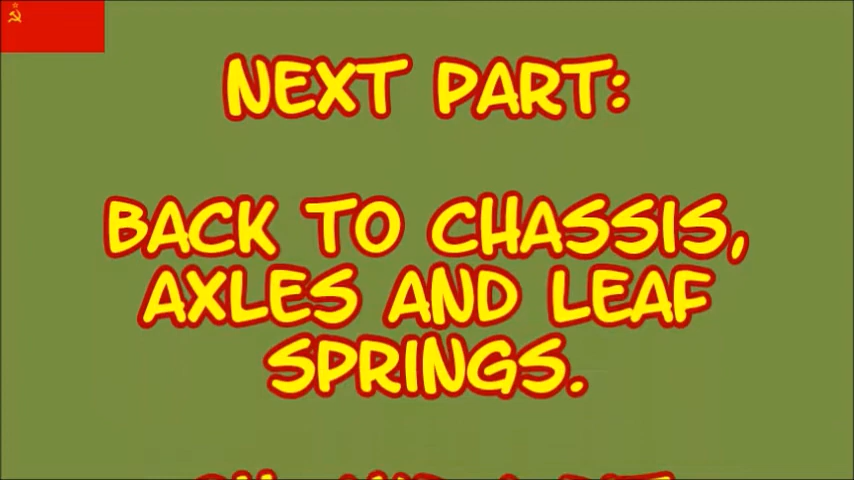 NEXT PART:
BACK TO CHASSIS,
AXLES AND LEAF
SPRINGS.